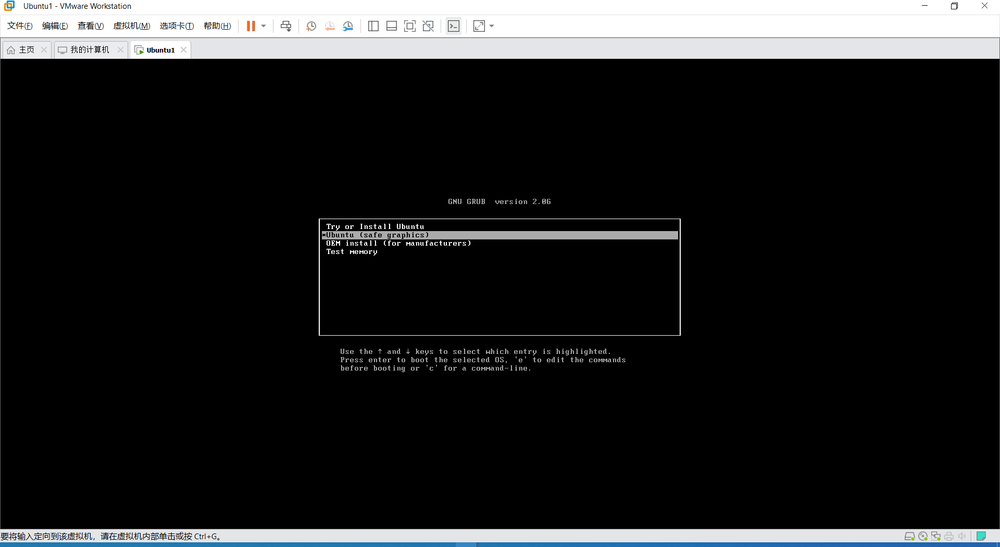 Ubuntu1 - VMware Workstation
文件(F) 编辑(E) 查看(V) 虚拟机(M) 选项卡(T) 帮助(H)
主页 我的计算机 Ubuntu1
GNU GRUB  version 2.06
Try or Install Ubuntu
*Ubuntu (safe graphics)
OEM install (for manufacturers)
Test memory
Use the ↑ and ↓ keys to select which entry is highlighted.
Press enter to boot the selected OS, `e' to edit the commands
before booting or `c' for a command-line.
要将输入定向到该虚拟机，请在虚拟机内部单击或按 Ctrl+G。